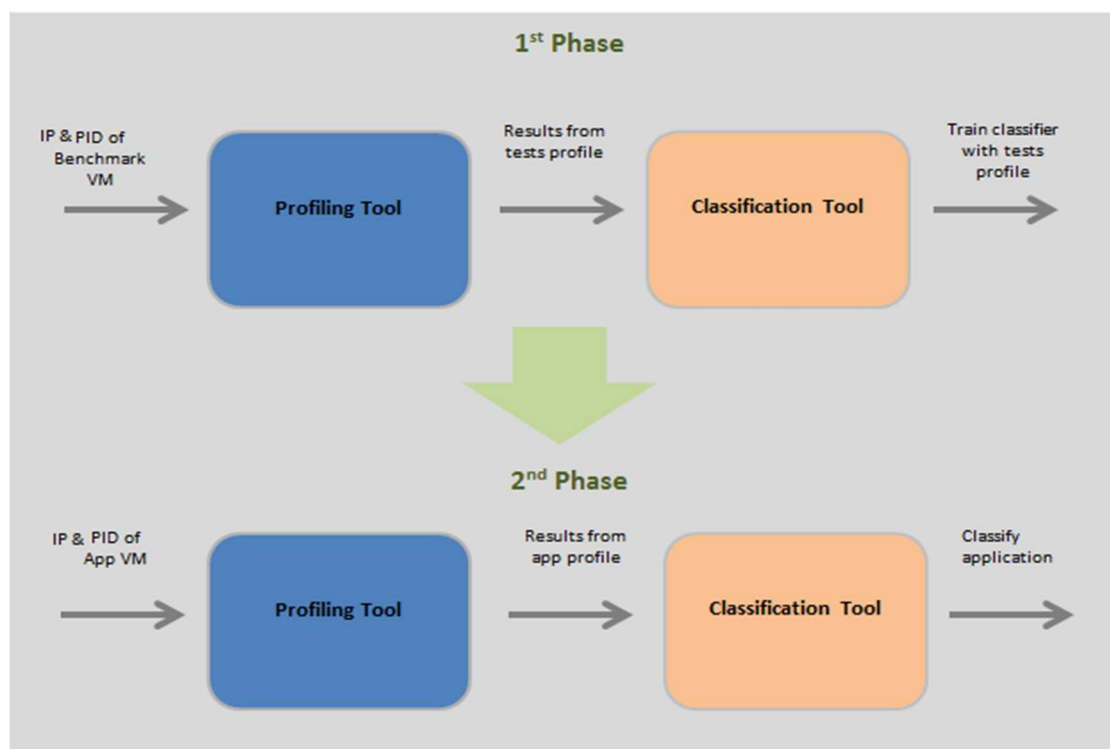 1st Phase
IP & PID of
Benchmark
VM
Profiling Tool
Results from
tests profile
Classification Tool
Train classifier
with tests
profile
2nd Phase
IP & PID of
App VM
Profiling Tool
Results from
app profile
Classification Tool
Classify
application